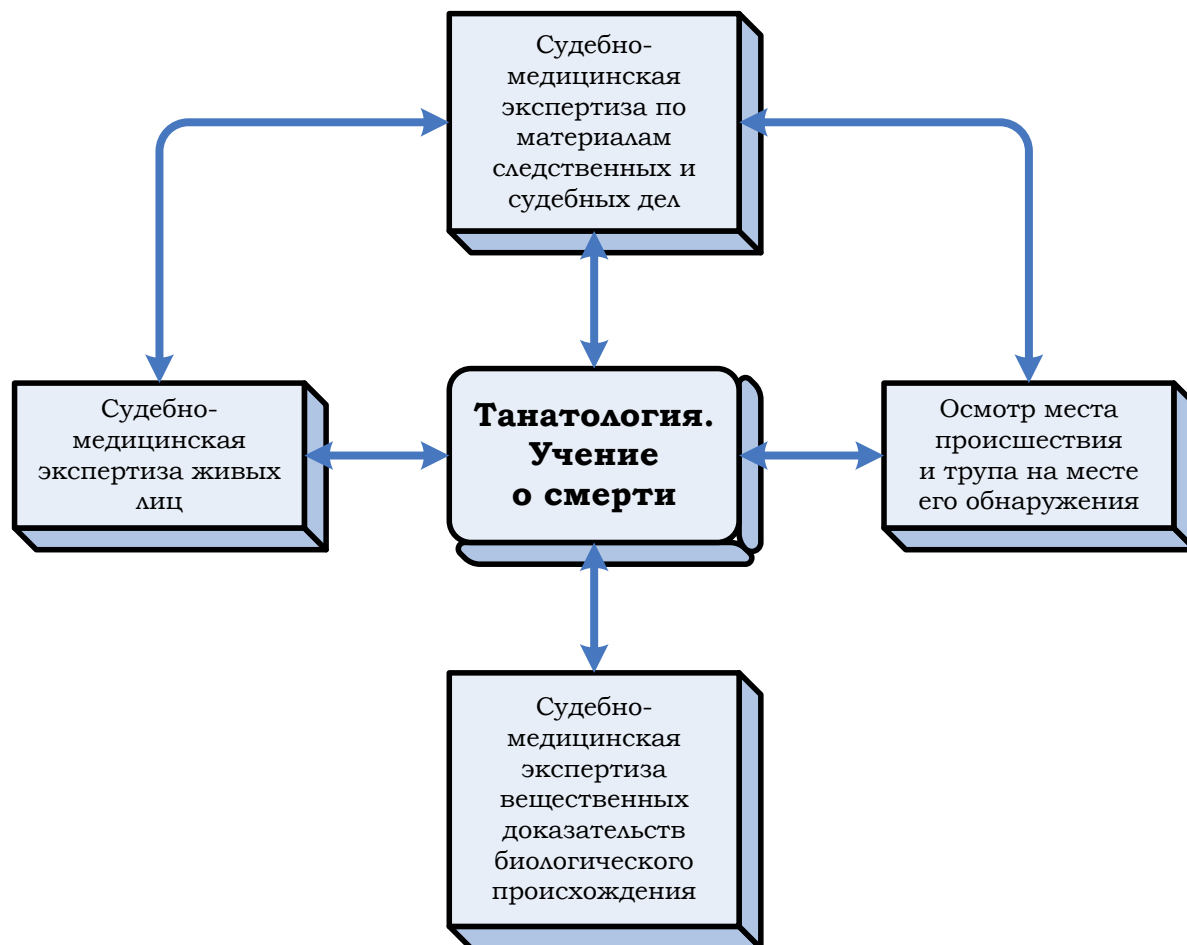 Судебно-
медицинская
экспертиза по
материалам
следственных и
судебных дел
Судебно-
медицинская
экспертиза живых
лиц
Танатология.
Учение
о смерти
Осмотр места
происшествия
и трупа на месте
его обнаружения
Судебно-
медицинская
экспертиза
вещественных
доказательств
биологического
происхождения